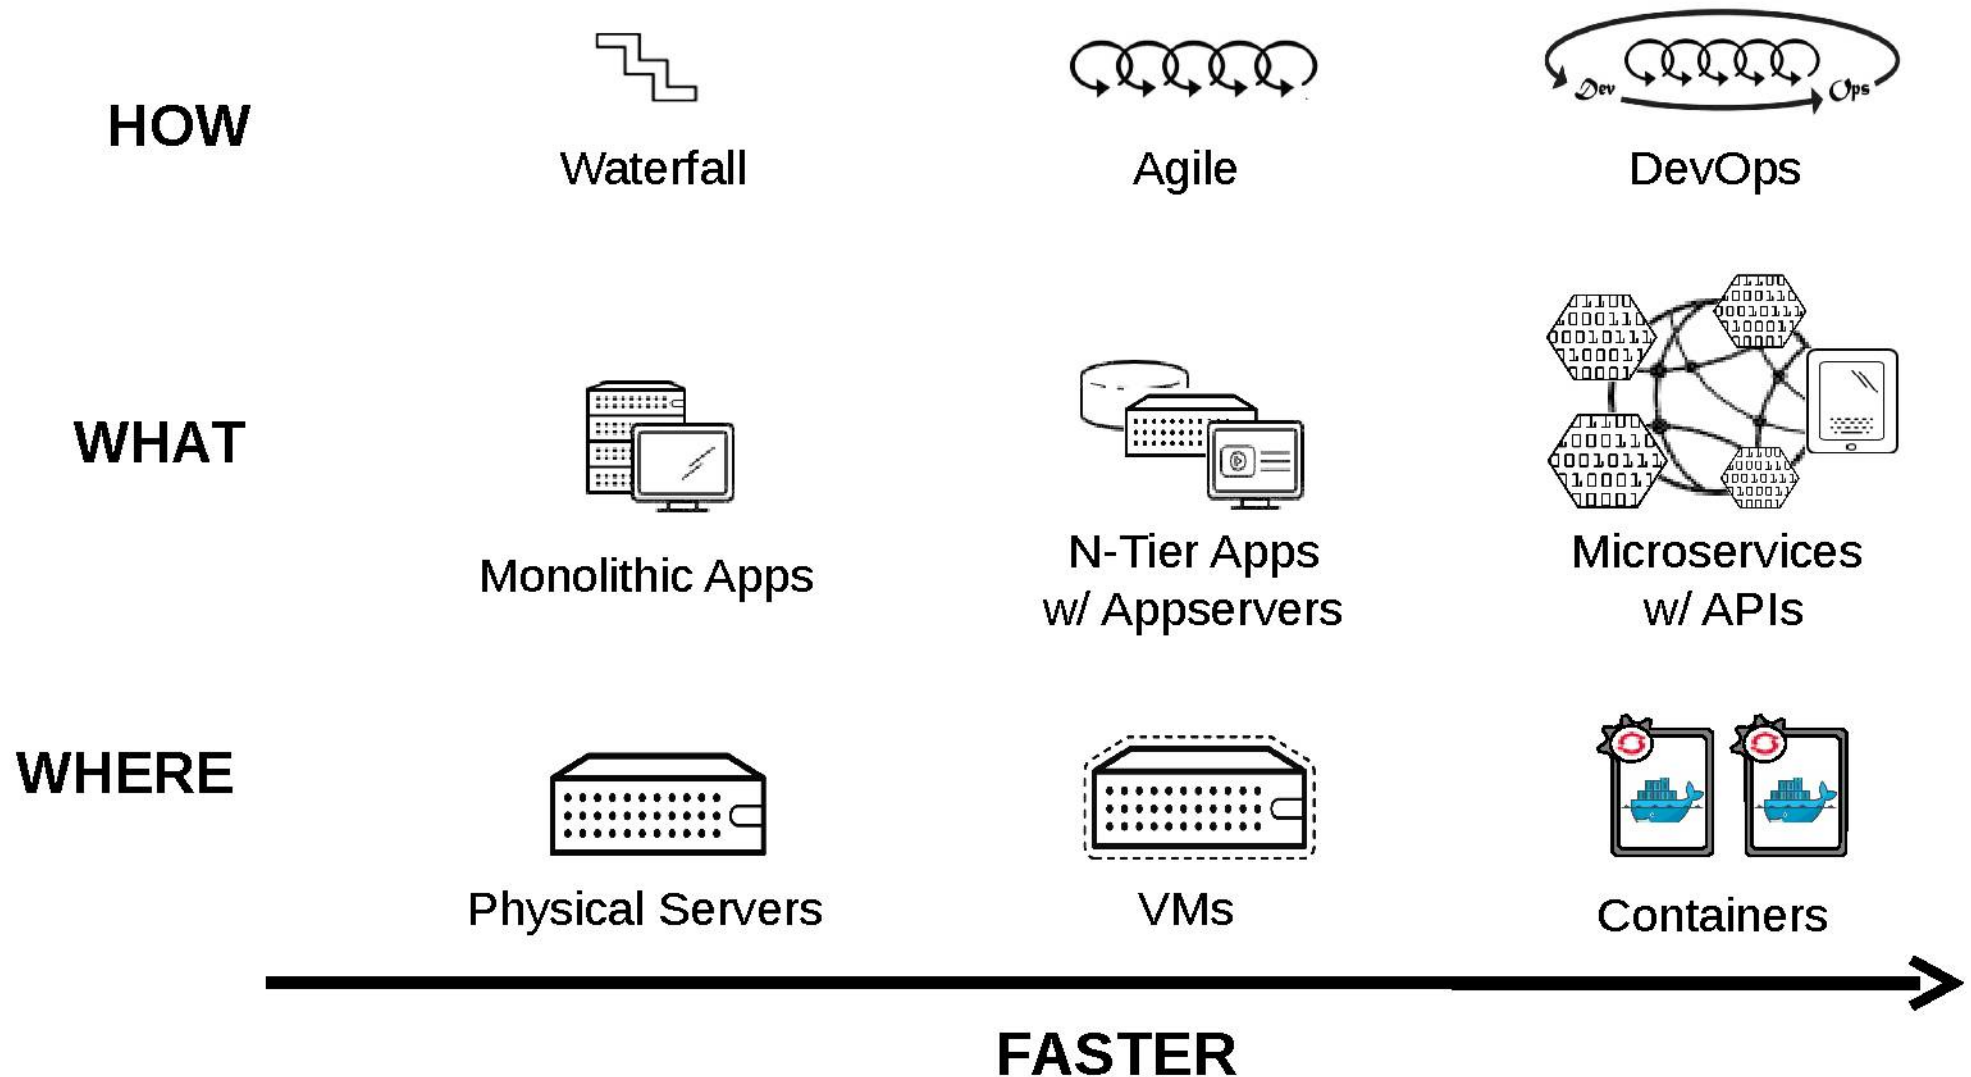 HOW
Waterfall
Agile
Dev
Ops
DevOps
WHAT
Monolithic Apps
N-Tier Apps
w/ Appservers
Microservices
w/ APIs
WHERE
Physical Servers
VMs
Containers
FASTER